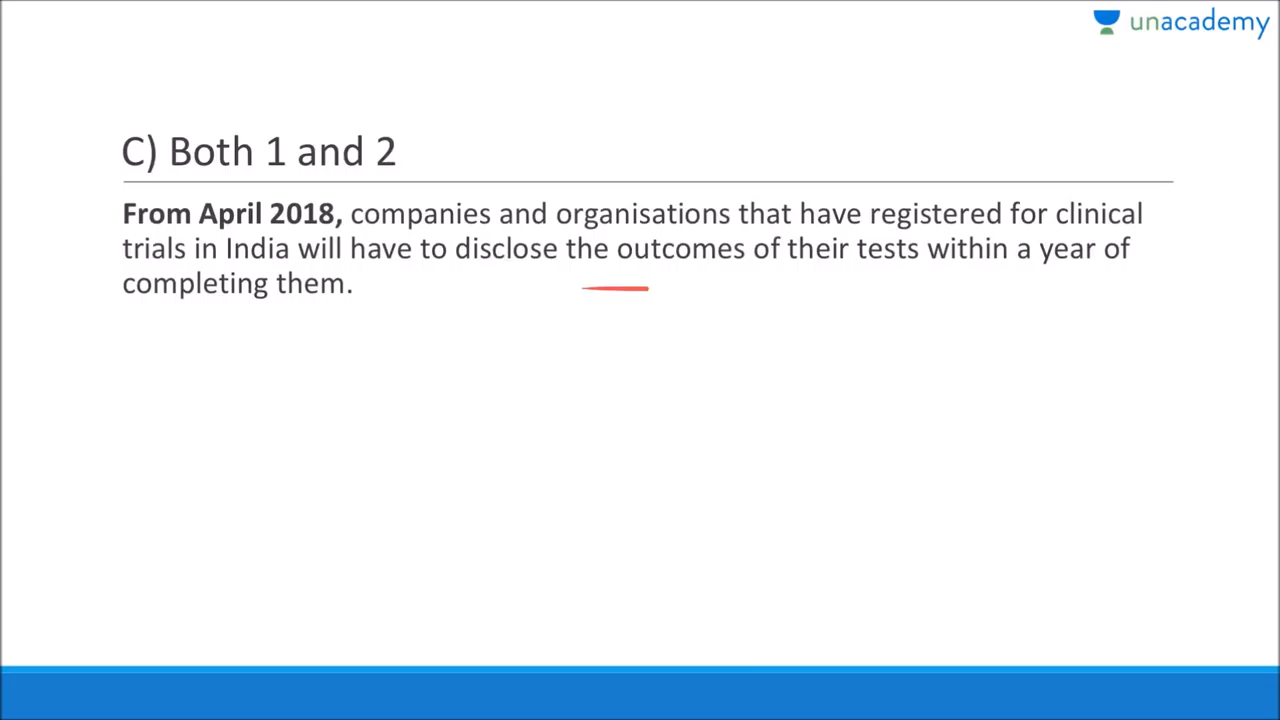 unacademy
C) Both 1 and 2
From April 2018, companies and organisations that have registered for clinical
trials in India will have to disclose the outcomes of their tests within a year of
completing them.